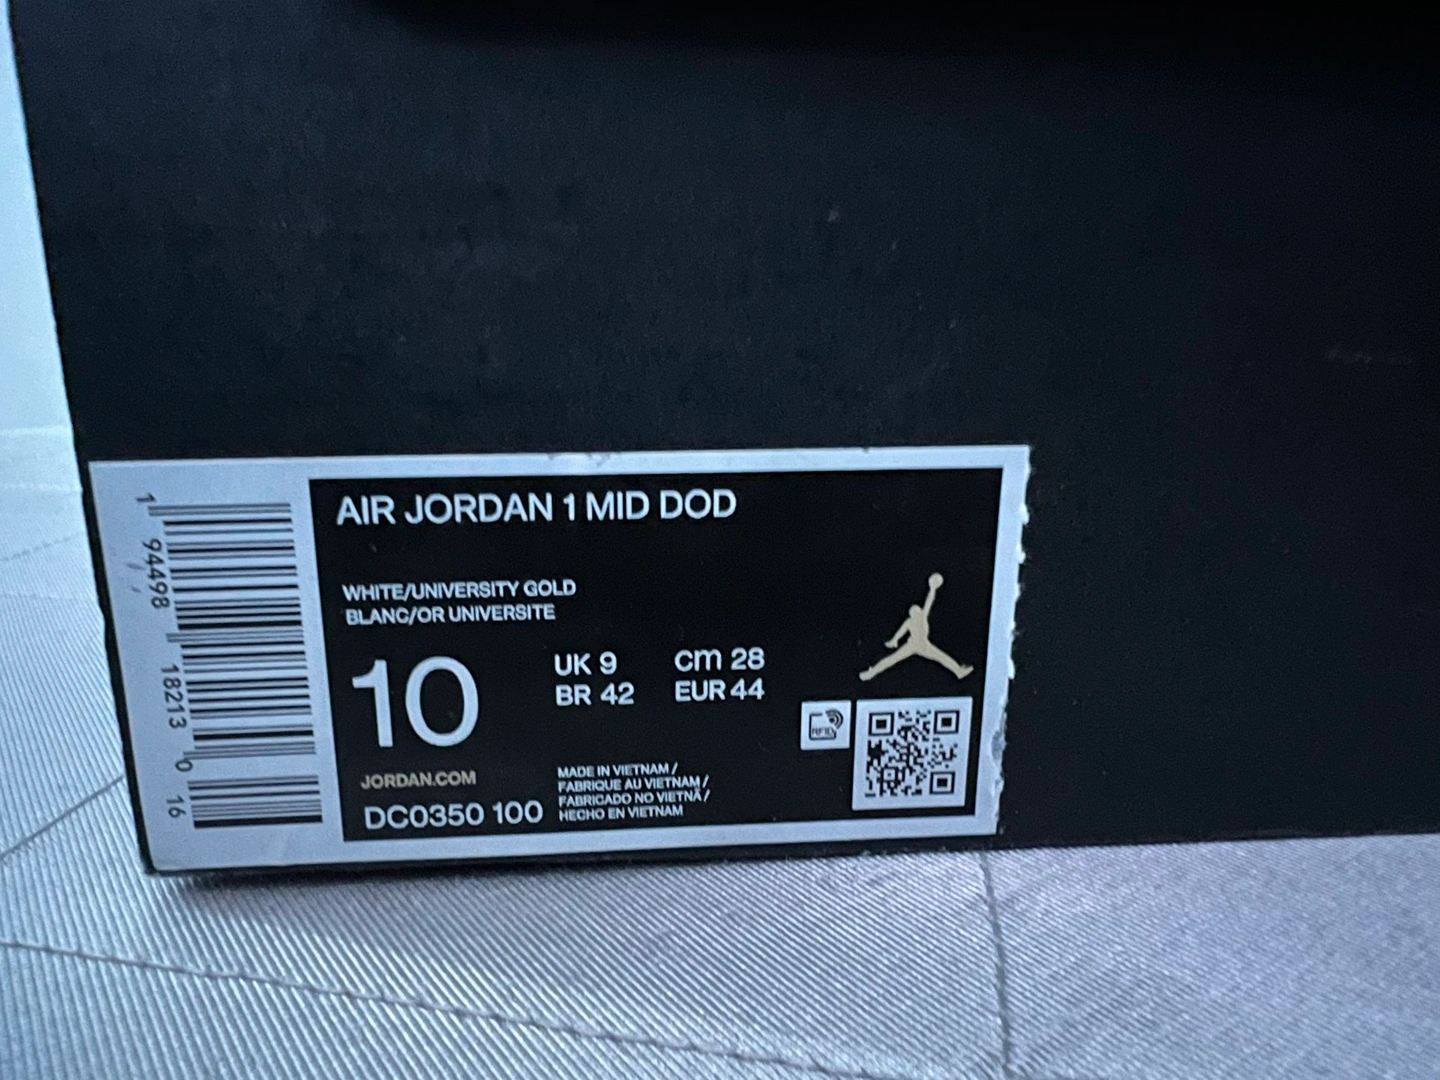 AIR JORDAN 1 MID DOD
WHITE/UNIVERSITY GOLD
BLANC/OR UNIVERSITE
10
UK 9 cm 28
BR 42 EUR 44
JORDAN.COM
DC0350 100
MADE IN VIETNAM /
FABRIQUE AU VIETNAM /
FABRICADO NO VIETNÃ /
HECHO EN VIETNAM
RFID
1 94498 18213 0 16